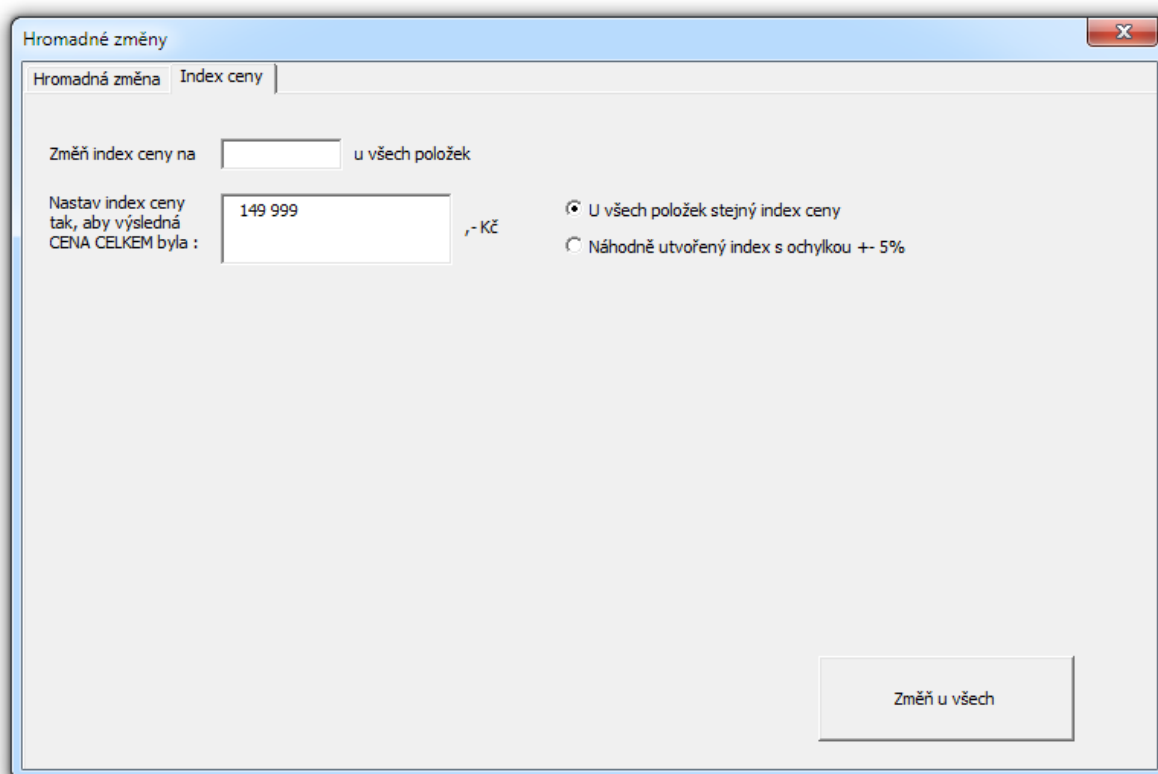 Hromadné změny
Hromadná změna
Index ceny
Změň index ceny na
u všech položek
Nastav index ceny
tak, aby výsledná
CENA CELKEM byla :
149 999
,- Kč
U všech položek stejný index ceny
Náhodně utvořený index s ochylkou +- 5%
Změň u všech